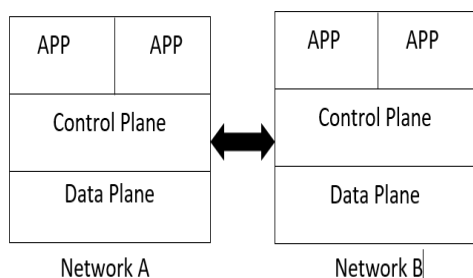 APP APP APP APP
Control Plane Control Plane
Data Plane Data Plane
Network A Network B